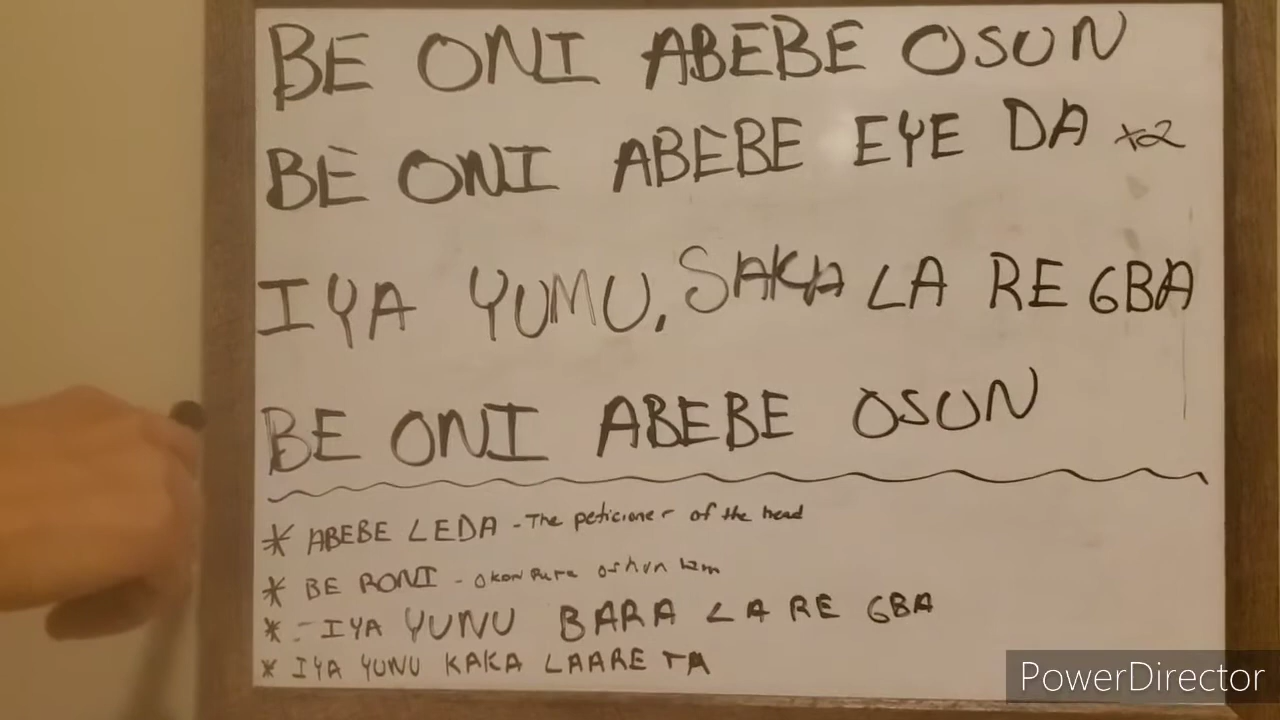 BE ONI ABEBE OSUN
BE ONI ABEBE EYE DA x2
IYA YUMU, SAKA LA RE GBA
BE ONI ABEBE OSUN
* ABEBE LEDA - The peticioner of the head
* BE RONI - okon oshun
* - IYA YUNU BARA LA RE GBA
* IYA YUNU KAKA LAARE TA
PowerDirector